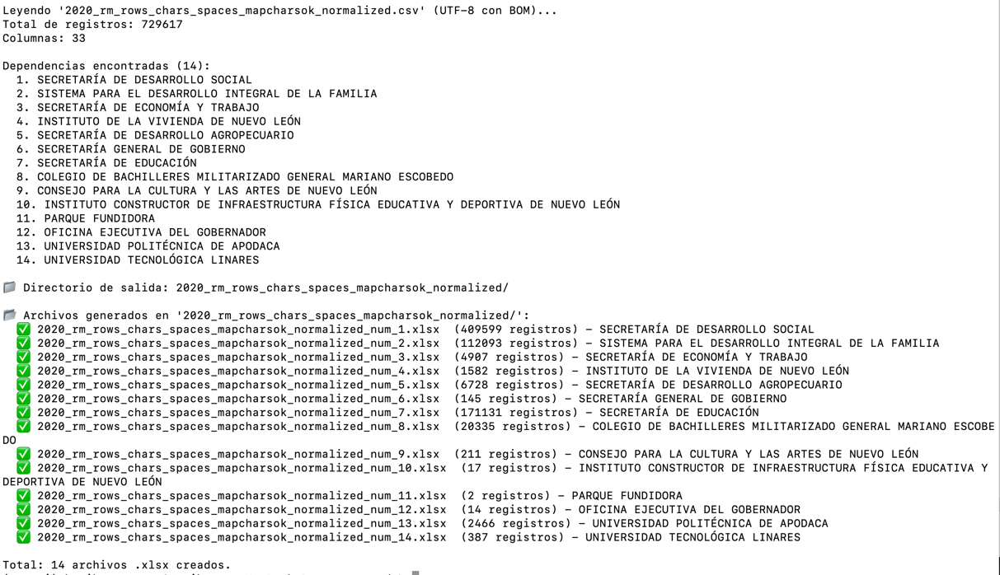 Leyendo '2020_rm_rows_chars_spaces_mapcharsok_normalized.csv' (UTF-8 con BOM)...
Total de registros: 729617
Columnas: 33
Dependencias encontradas (14):
1. SECRETARÍA DE DESARROLLO SOCIAL
2. SISTEMA PARA EL DESARROLLO INTEGRAL DE LA FAMILIA
3. SECRETARÍA DE ECONOMÍA Y TRABAJO
4. INSTITUTO DE LA VIVIENDA DE NUEVO LEÓN
5. SECRETARÍA DE DESARROLLO AGROPECUARIO
6. SECRETARÍA GENERAL DE GOBIERNO
7. SECRETARÍA DE EDUCACIÓN
8. COLEGIO DE BACHILLERES MILITARIZADO GENERAL MARIANO ESCOBEDO
9. CONSEJO PARA LA CULTURA Y LAS ARTES DE NUEVO LEÓN
10. INSTITUTO CONSTRUCTOR DE INFRAESTRUCTURA FÍSICA EDUCATIVA Y DEPORTIVA DE NUEVO LEÓN
11. PARQUE FUNDIDORA
12. OFICINA EJECUTIVA DEL GOBERNADOR
13. UNIVERSIDAD POLITÉCNICA DE APODACA
14. UNIVERSIDAD TECNOLÓGICA LINARES
Directorio de salida: 2020_rm_rows_chars_spaces_mapcharsok_normalized/
Archivos generados en '2020_rm_rows_chars_spaces_mapcharsok_normalized/':
2020_rm_rows_chars_spaces_mapcharsok_normalized_num_1.xlsx (409599 registros) – SECRETARÍA DE DESARROLLO SOCIAL
2020_rm_rows_chars_spaces_mapcharsok_normalized_num_2.xlsx (112093 registros) – SISTEMA PARA EL DESARROLLO INTEGRAL DE LA FAMILIA
2020_rm_rows_chars_spaces_mapcharsok_normalized_num_3.xlsx (4907 registros) – SECRETARÍA DE ECONOMÍA Y TRABAJO
2020_rm_rows_chars_spaces_mapcharsok_normalized_num_4.xlsx (1582 registros) – INSTITUTO DE LA VIVIENDA DE NUEVO LEÓN
2020_rm_rows_chars_spaces_mapcharsok_normalized_num_5.xlsx (6728 registros) – SECRETARÍA DE DESARROLLO AGROPECUARIO
2020_rm_rows_chars_spaces_mapcharsok_normalized_num_6.xlsx (145 registros) – SECRETARÍA GENERAL DE GOBIERNO
2020_rm_rows_chars_spaces_mapcharsok_normalized_num_7.xlsx (171131 registros) – SECRETARÍA DE EDUCACIÓN
2020_rm_rows_chars_spaces_mapcharsok_normalized_num_8.xlsx (20335 registros) – COLEGIO DE BACHILLERES MILITARIZADO GENERAL MARIANO ESCOBE
DO
2020_rm_rows_chars_spaces_mapcharsok_normalized_num_9.xlsx (211 registros) – CONSEJO PARA LA CULTURA Y LAS ARTES DE NUEVO LEÓN
2020_rm_rows_chars_spaces_mapcharsok_normalized_num_10.xlsx (17 registros) – INSTITUTO CONSTRUCTOR DE INFRAESTRUCTURA FÍSICA EDUCATIVA Y
DEPORTIVA DE NUEVO LEÓN
2020_rm_rows_chars_spaces_mapcharsok_normalized_num_11.xlsx (2 registros) – PARQUE FUNDIDORA
2020_rm_rows_chars_spaces_mapcharsok_normalized_num_12.xlsx (14 registros) – OFICINA EJECUTIVA DEL GOBERNADOR
2020_rm_rows_chars_spaces_mapcharsok_normalized_num_13.xlsx (2466 registros) – UNIVERSIDAD POLITÉCNICA DE APODACA
2020_rm_rows_chars_spaces_mapcharsok_normalized_num_14.xlsx (387 registros) – UNIVERSIDAD TECNOLÓGICA LINARES
Total: 14 archivos .xlsx creados.